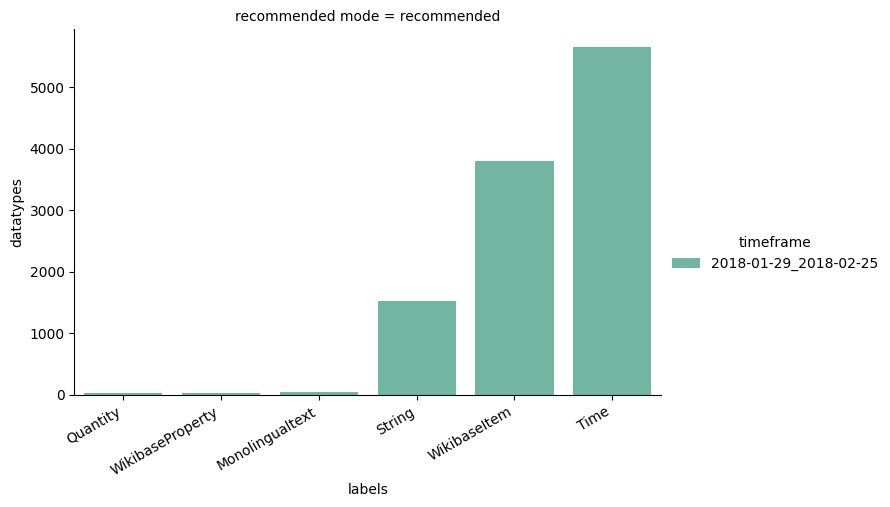 recommended mode = recommended
datatypes
5000
4000
3000
2000
1000
0
Quantity
WikibaseProperty
Monolingualtext
String
WikibaseItem
Time
labels
timeframe
2018-01-29_2018-02-25